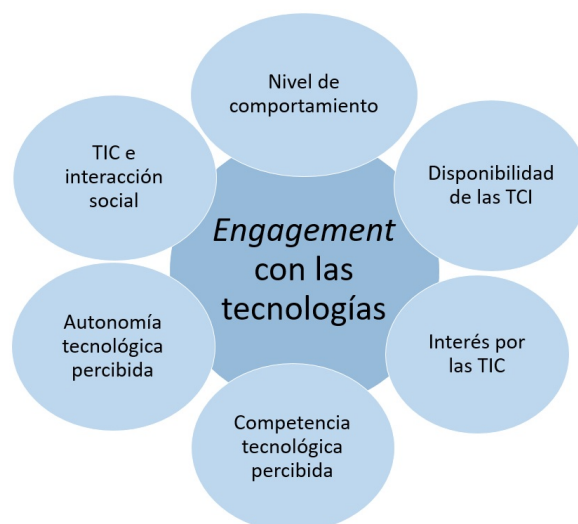 Nivel de
comportamiento
TIC e
interacción
social
Disponibilidad
de las TCI
Engagement
con las
tecnologías
Autonomía
tecnológica
percibida
Interés por
las TIC
Competencia
tecnológica
percibida